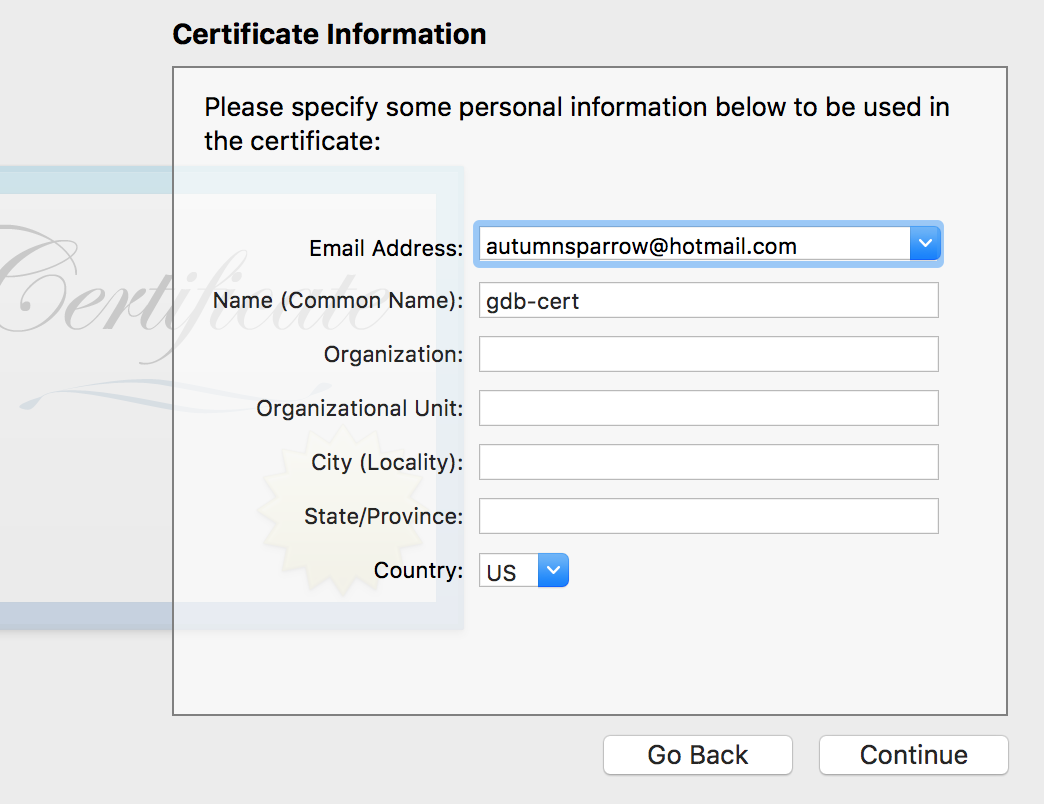 Certificate Information
Please specify some personal information below to be used in
the certificate:
Certificate
Email Address: autumnsparrow@hotmail.com
Name (Common Name): gdb-cert
Organization:
Organizational Unit:
City (Locality):
State/Province:
Country: US
Go Back Continue